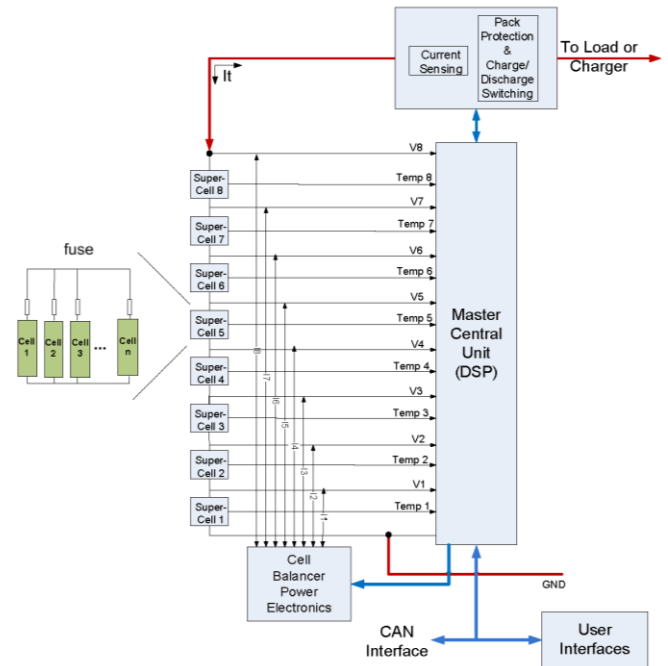 Pack
Protection
&
Charge/
Discharge
Switching
Current
Sensing
To Load or
Charger
It
V8
Super-
Cell 8
Temp 8
V7
Super-
Cell 7
Temp 7
V6
Super-
Cell 6
Temp 6
fuse
V5
Super-
Cell 5
Temp 5
Cell
1
Cell
2
Cell
3
...
Cell
n
Master
Central
Unit
(DSP)
V4
Super-
Cell 4
Temp 4
V3
Super-
Cell 3
Temp 3
V2
Super-
Cell 2
Temp 2
V1
Super-
Cell 1
Temp 1
I8
I7
I6
I5
I4
I3
I2
I1
Cell
Balancer
Power
Electronics
GND
CAN
Interface
User
Interfaces